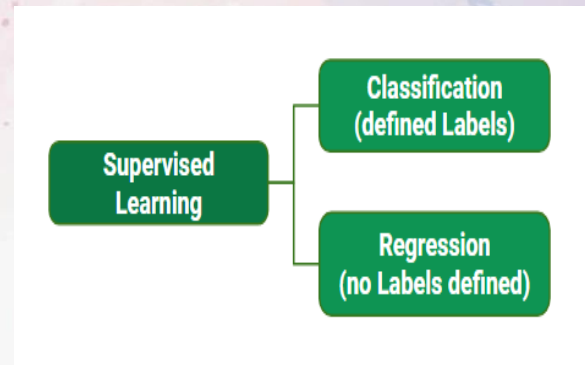 Supervised
Learning
Classification
(defined Labels)
Regression
(no Labels defined)